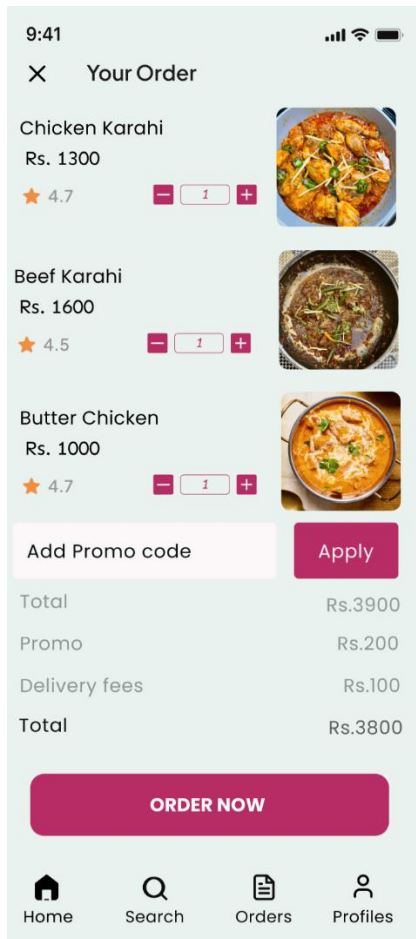 9:41
Your Order
Chicken Karahi
Rs. 1300
4.7
1
Beef Karahi
Rs. 1600
4.5
1
Butter Chicken
Rs. 1000
4.7
1
Add Promo code Apply
Total Rs.3900
Promo Rs.200
Delivery fees Rs.100
Total Rs.3800
ORDER NOW
Home Search Orders Profiles